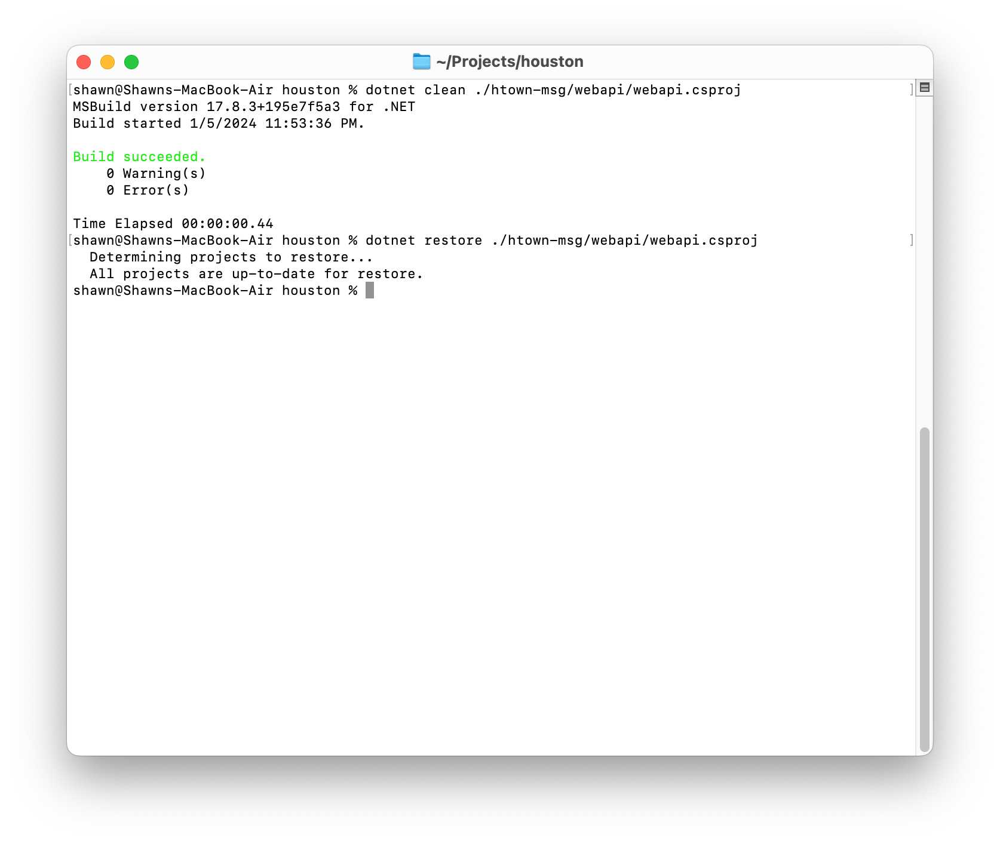 ~/Projects/houston
[shawn@Shawns-MacBook-Air houston % dotnet clean ./htown-msg/webapi/webapi.csproj ]
MSBuild version 17.8.3+195e7f5a3 for .NET
Build started 1/5/2024 11:53:36 PM.
Build succeeded.
0 Warning(s)
0 Error(s)
Time Elapsed 00:00:00.44
[shawn@Shawns-MacBook-Air houston % dotnet restore ./htown-msg/webapi/webapi.csproj ]
Determining projects to restore...
All projects are up-to-date for restore.
shawn@Shawns-MacBook-Air houston %